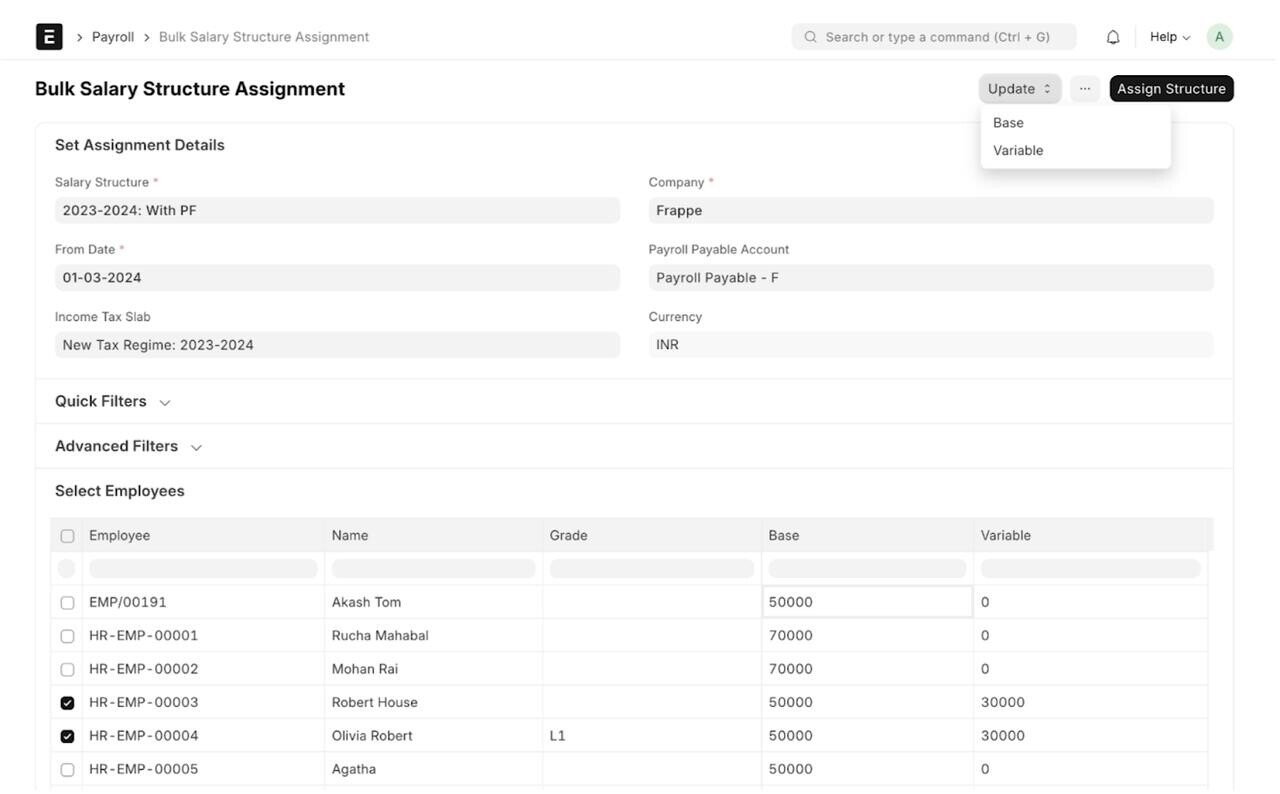 E Payroll Bulk Salary Structure Assignment Search or type a command (Ctrl + G) Help A
Bulk Salary Structure Assignment Update ... Assign Structure
Base
Variable
Set Assignment Details
Salary Structure * Company *
2023-2024: With PF Frappe
From Date * Payroll Payable Account
01-03-2024 Payroll Payable - F
Income Tax Slab Currency
New Tax Regime: 2023-2024 INR
Quick Filters
Advanced Filters
Select Employees
Employee Name Grade Base Variable
EMP/00191 Akash Tom 50000 0
HR-EMP-00001 Rucha Mahabal 70000 0
HR-EMP-00002 Mohan Rai 70000 0
HR-EMP-00003 Robert House 50000 30000
HR-EMP-00004 Olivia Robert L1 50000 30000
HR-EMP-00005 Agatha 50000 0